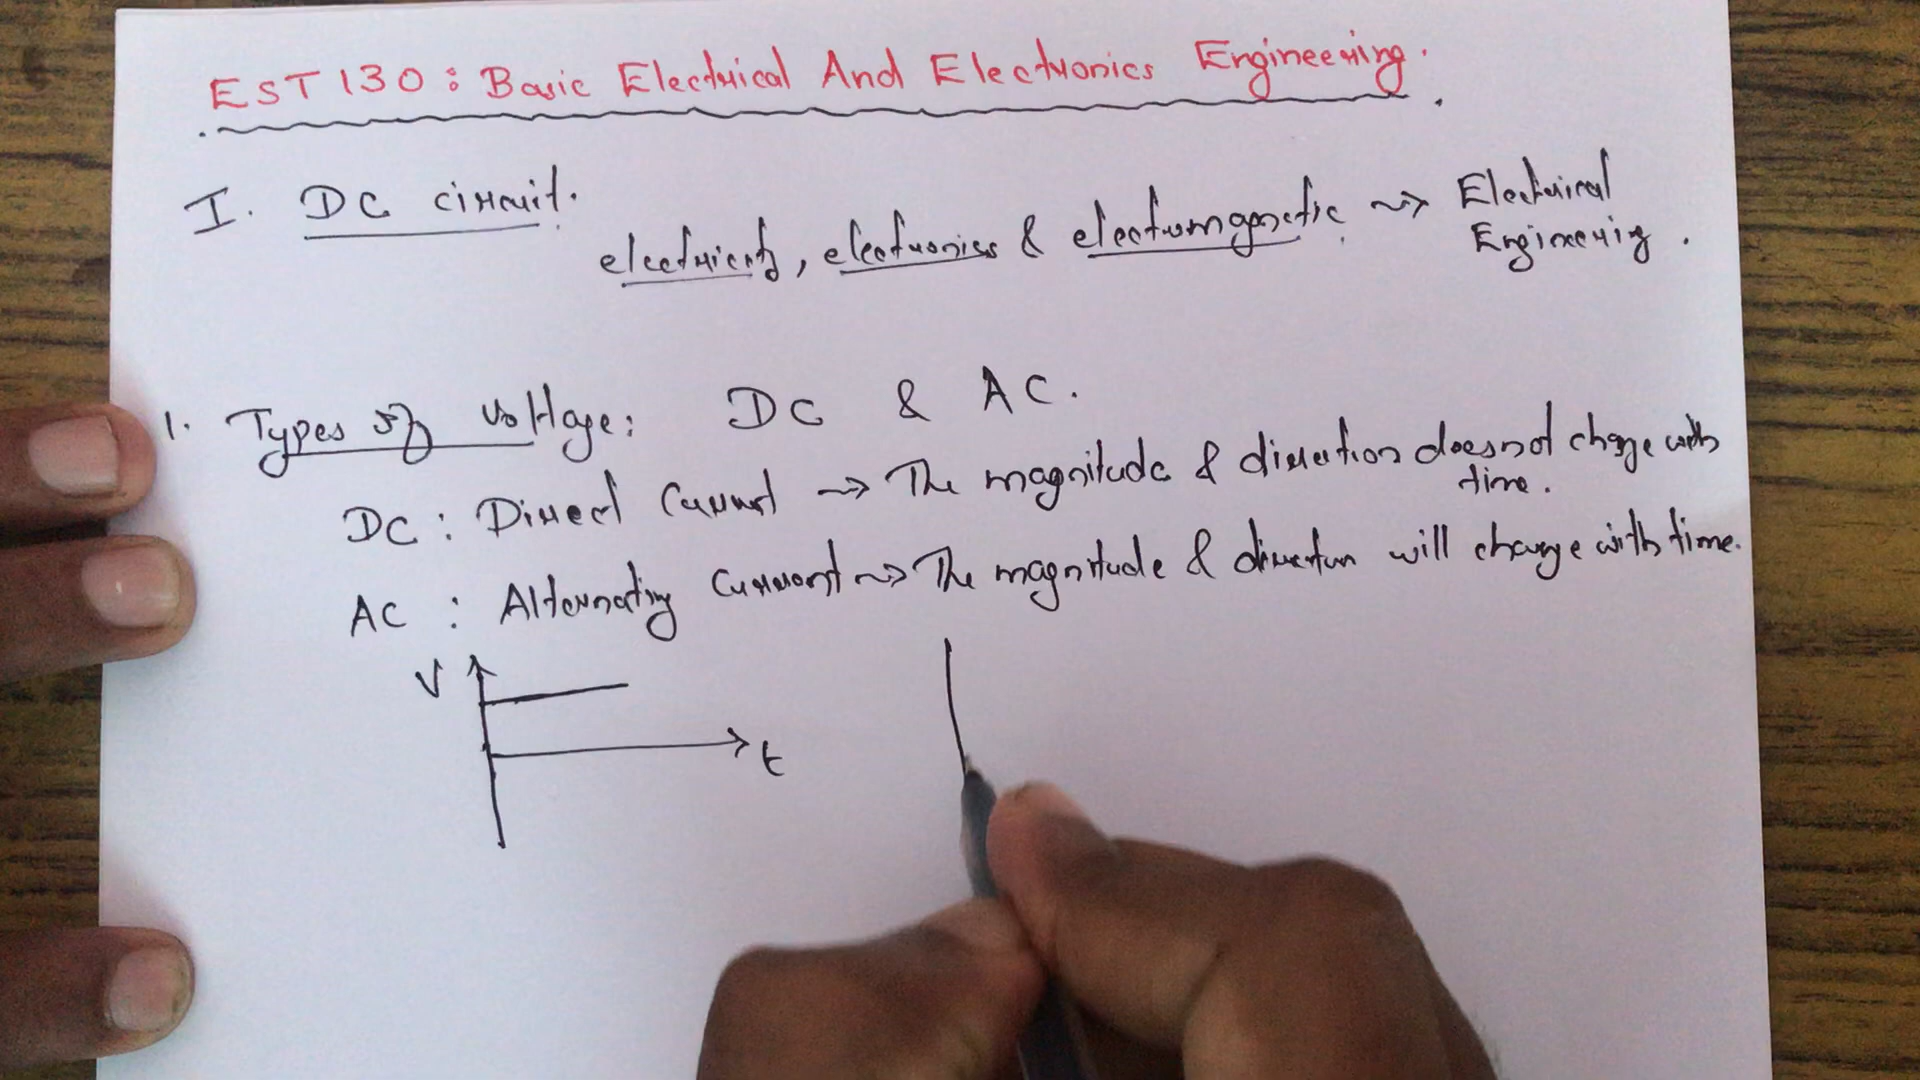 EST 130 : Basic Electrical And Electronics Engineering.
I. DC circuit.
electricity, electronics & electromagnetic ⇝ Electrical
Engineering.
1. Types of voltage: DC & AC.
DC : Direct Current ⇝ The magnitude & direction doesnot change with
time.
AC : Alternating Current ⇝ The magnitude & direction will change with time.
V
t